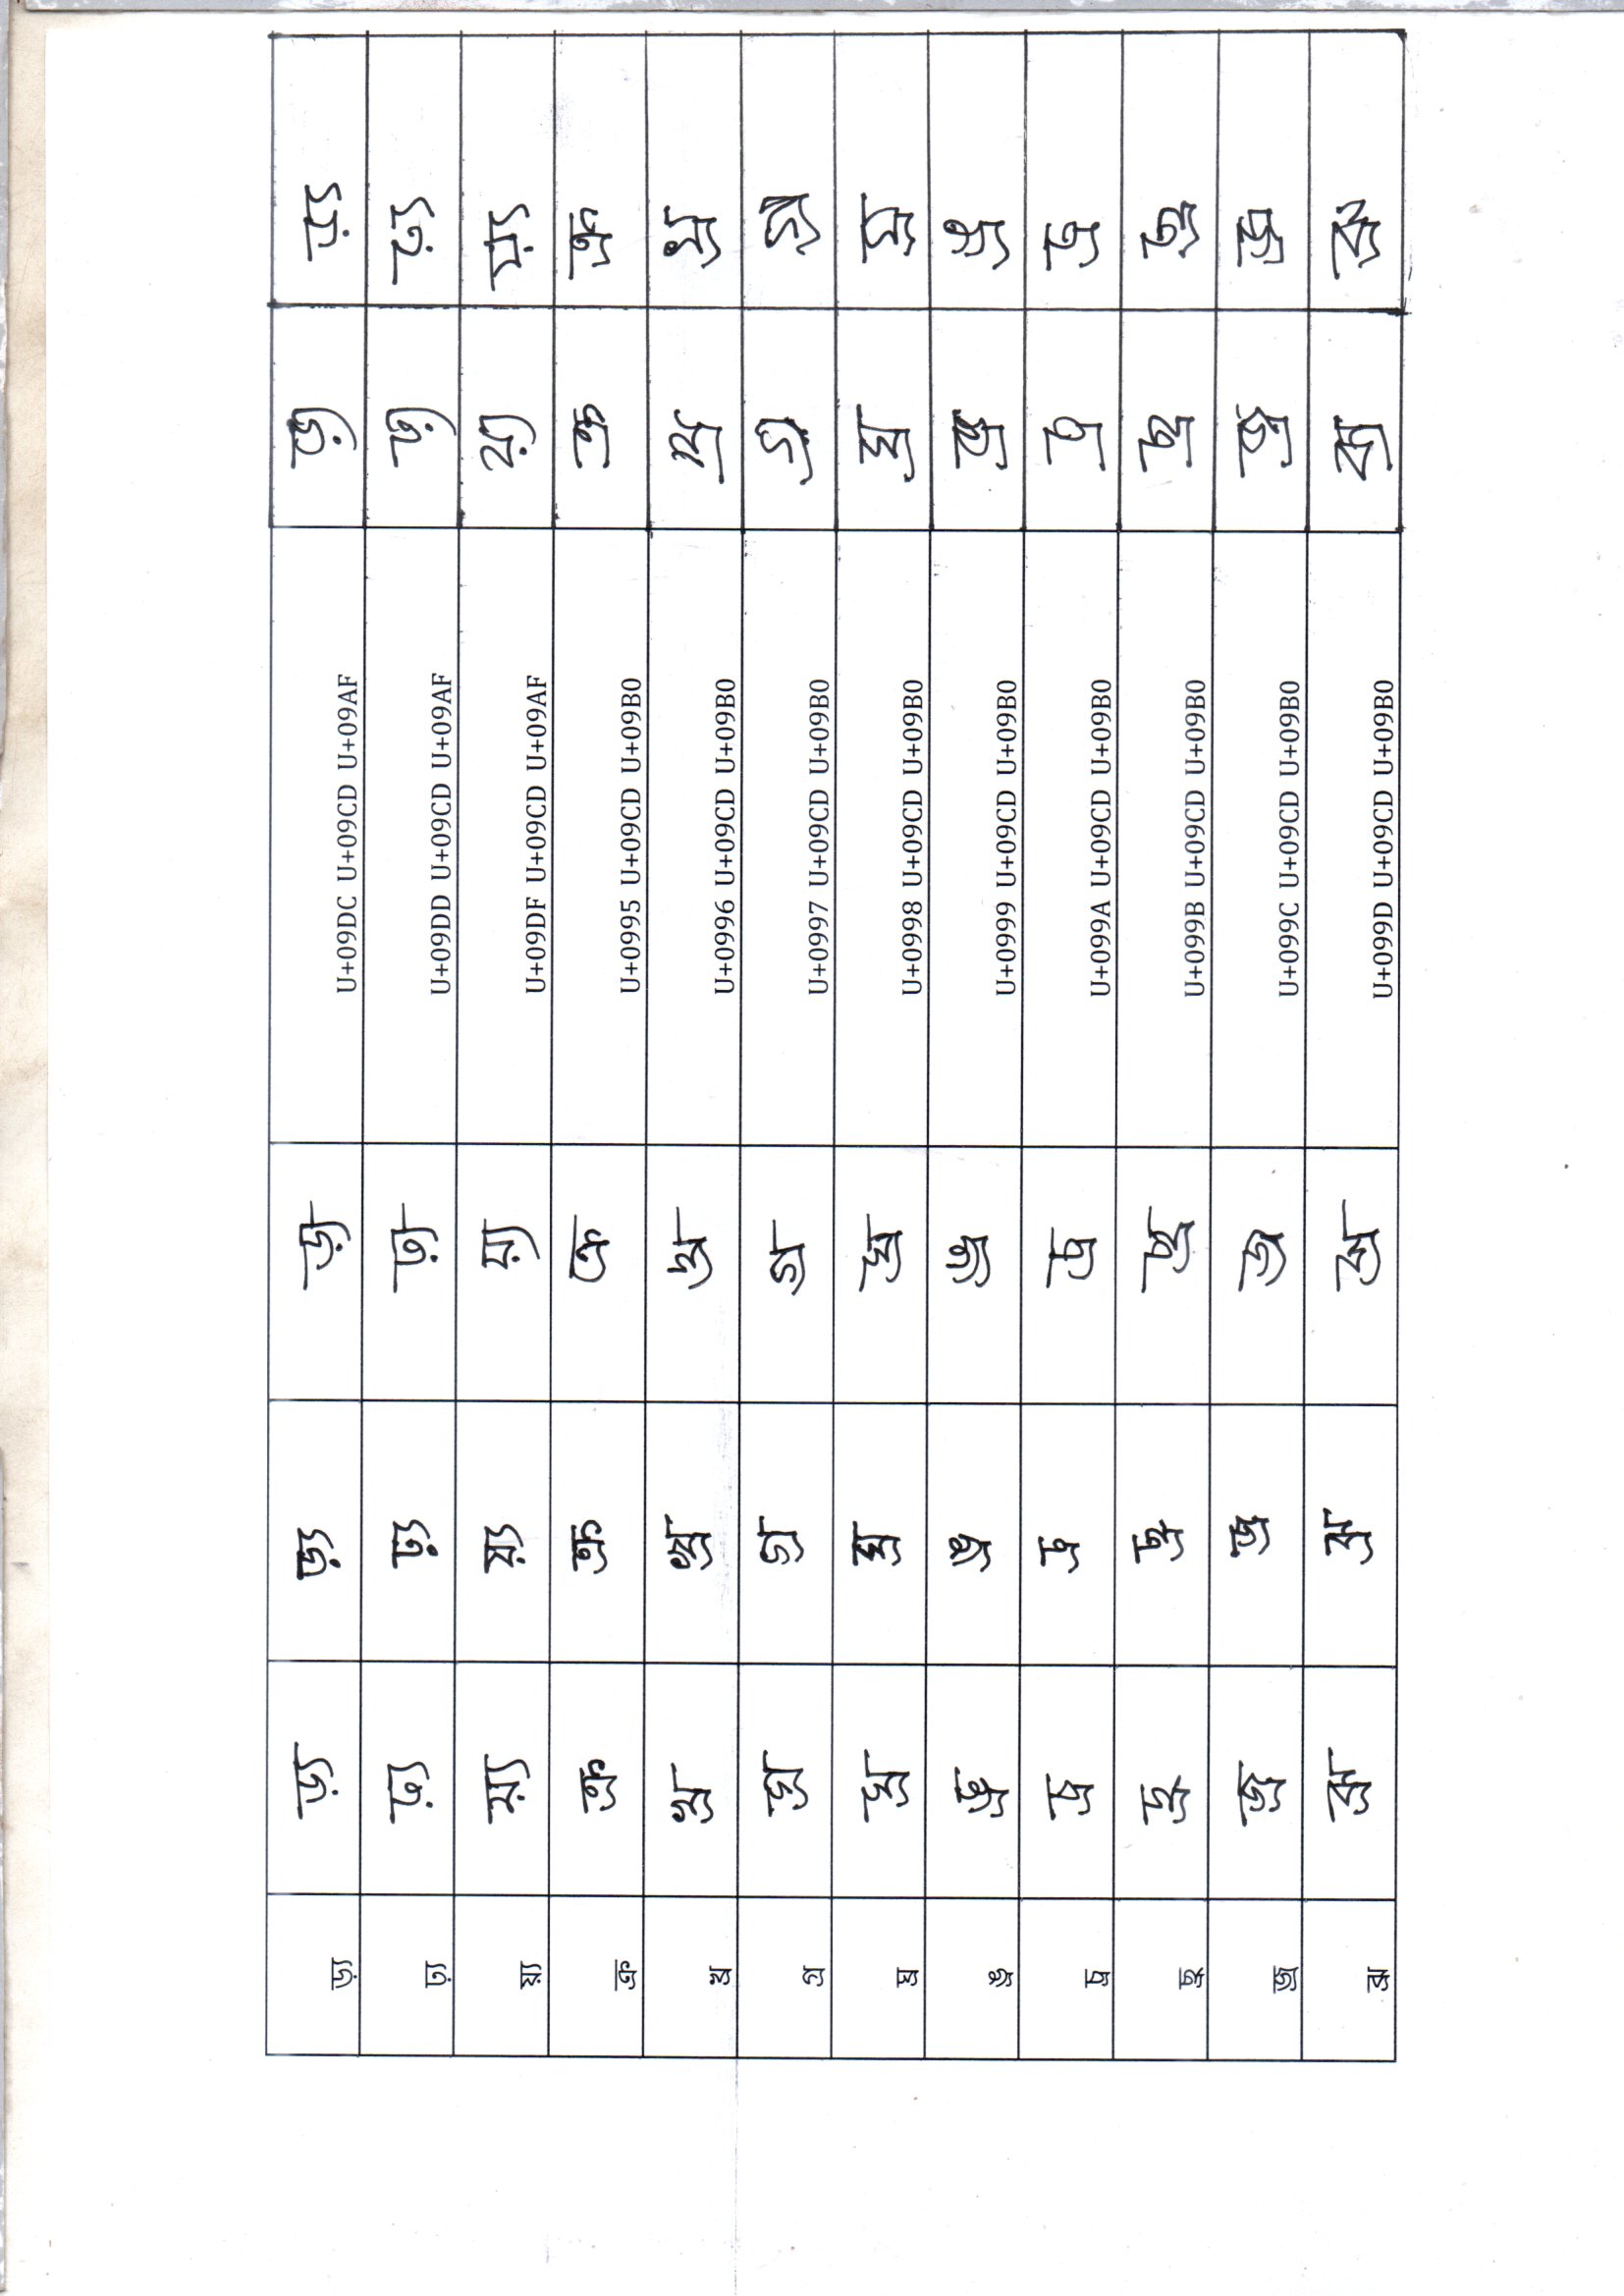 ড়্য ড়্য ড়্য ড়্য U+09DC U+09CD U+09AF ড়্য ড়্য
ঢ়্য ঢ়্য ঢ়্য ঢ়্য U+09DD U+09CD U+09AF ঢ়্য ঢ়্য
য়্য য়্য য়্য য়্য U+09DF U+09CD U+09AF য়্য য়্য
ক্র ক্র ক্র ক্র U+0995 U+09CD U+09B0 ক্র ক্র
খ্র খ্র খ্র খ্র U+0996 U+09CD U+09B0 খ্র খ্র
গ্র গ্র গ্র গ্র U+0997 U+09CD U+09B0 গ্র গ্র
ঘ্র ঘ্র ঘ্র ঘ্র U+0998 U+09CD U+09B0 ঘ্র ঘ্র
ঙ্র ঙ্র ঙ্র ঙ্র U+0999 U+09CD U+09B0 ঙ্র ঙ্র
চ্র চ্র চ্র চ্র U+099A U+09CD U+09B0 চ্র চ্র
ছ্র ছ্র ছ্র ছ্র U+099B U+09CD U+09B0 ছ্র ছ্র
জ্র জ্র জ্র জ্র U+099C U+09CD U+09B0 জ্র জ্র
ঝ্র ঝ্র ঝ্র ঝ্র U+099D U+09CD U+09B0 ঝ্র ঝ্র